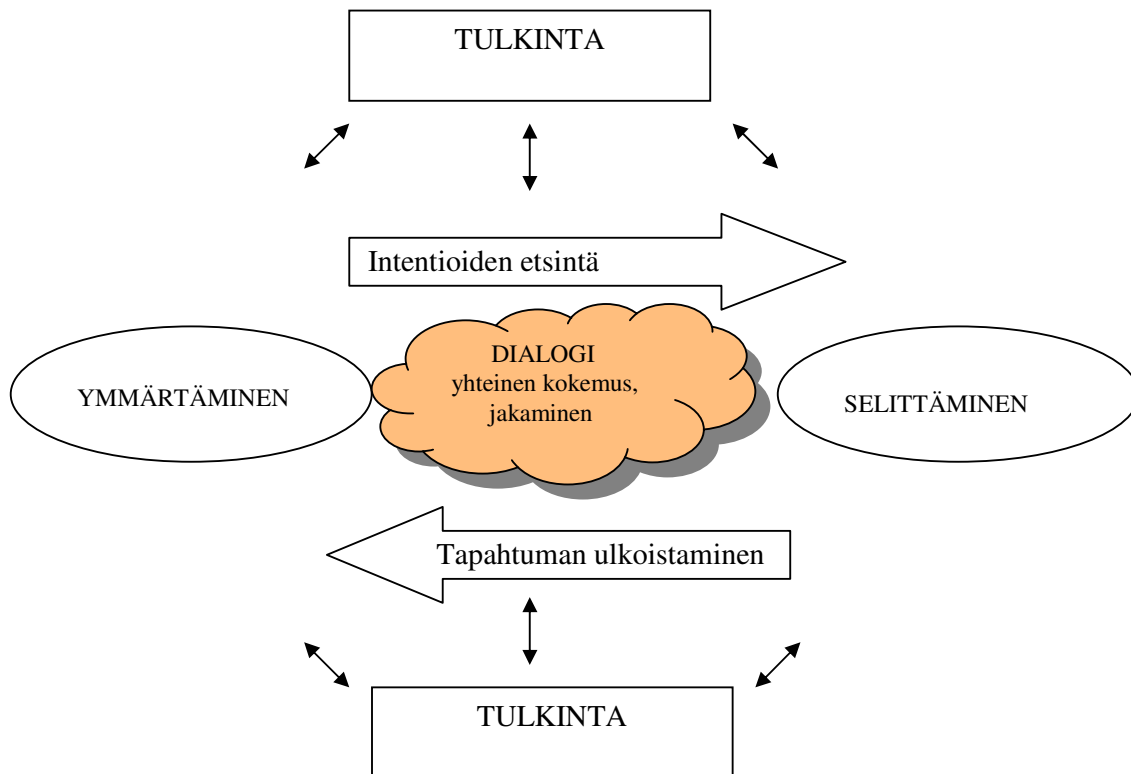 TULKINTA
Intentioiden etsintä
DIALOGI
yhteinen kokemus,
jakaminen
YMMÄRTÄMINEN
SELITTÄMINEN
Tapahtuman ulkoistaminen
TULKINTA